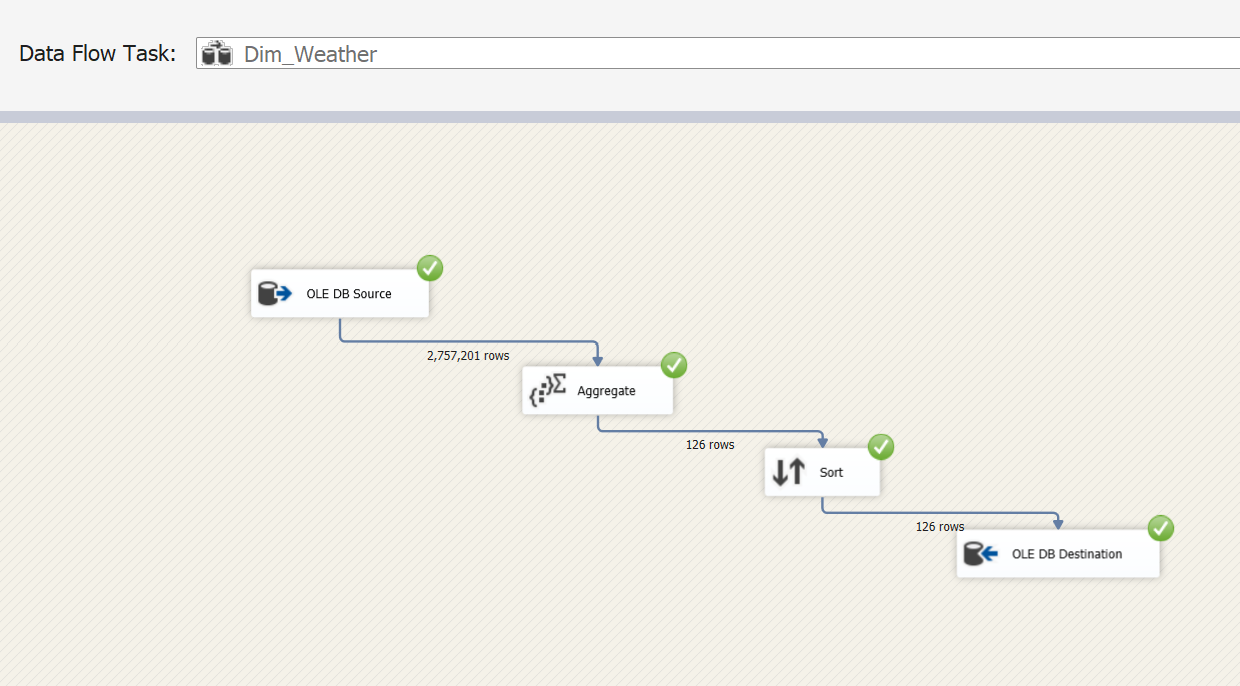 Data Flow Task: Dim_Weather
OLE DB Source
2,757,201 rows
Aggregate
126 rows
Sort
126 rows
OLE DB Destination